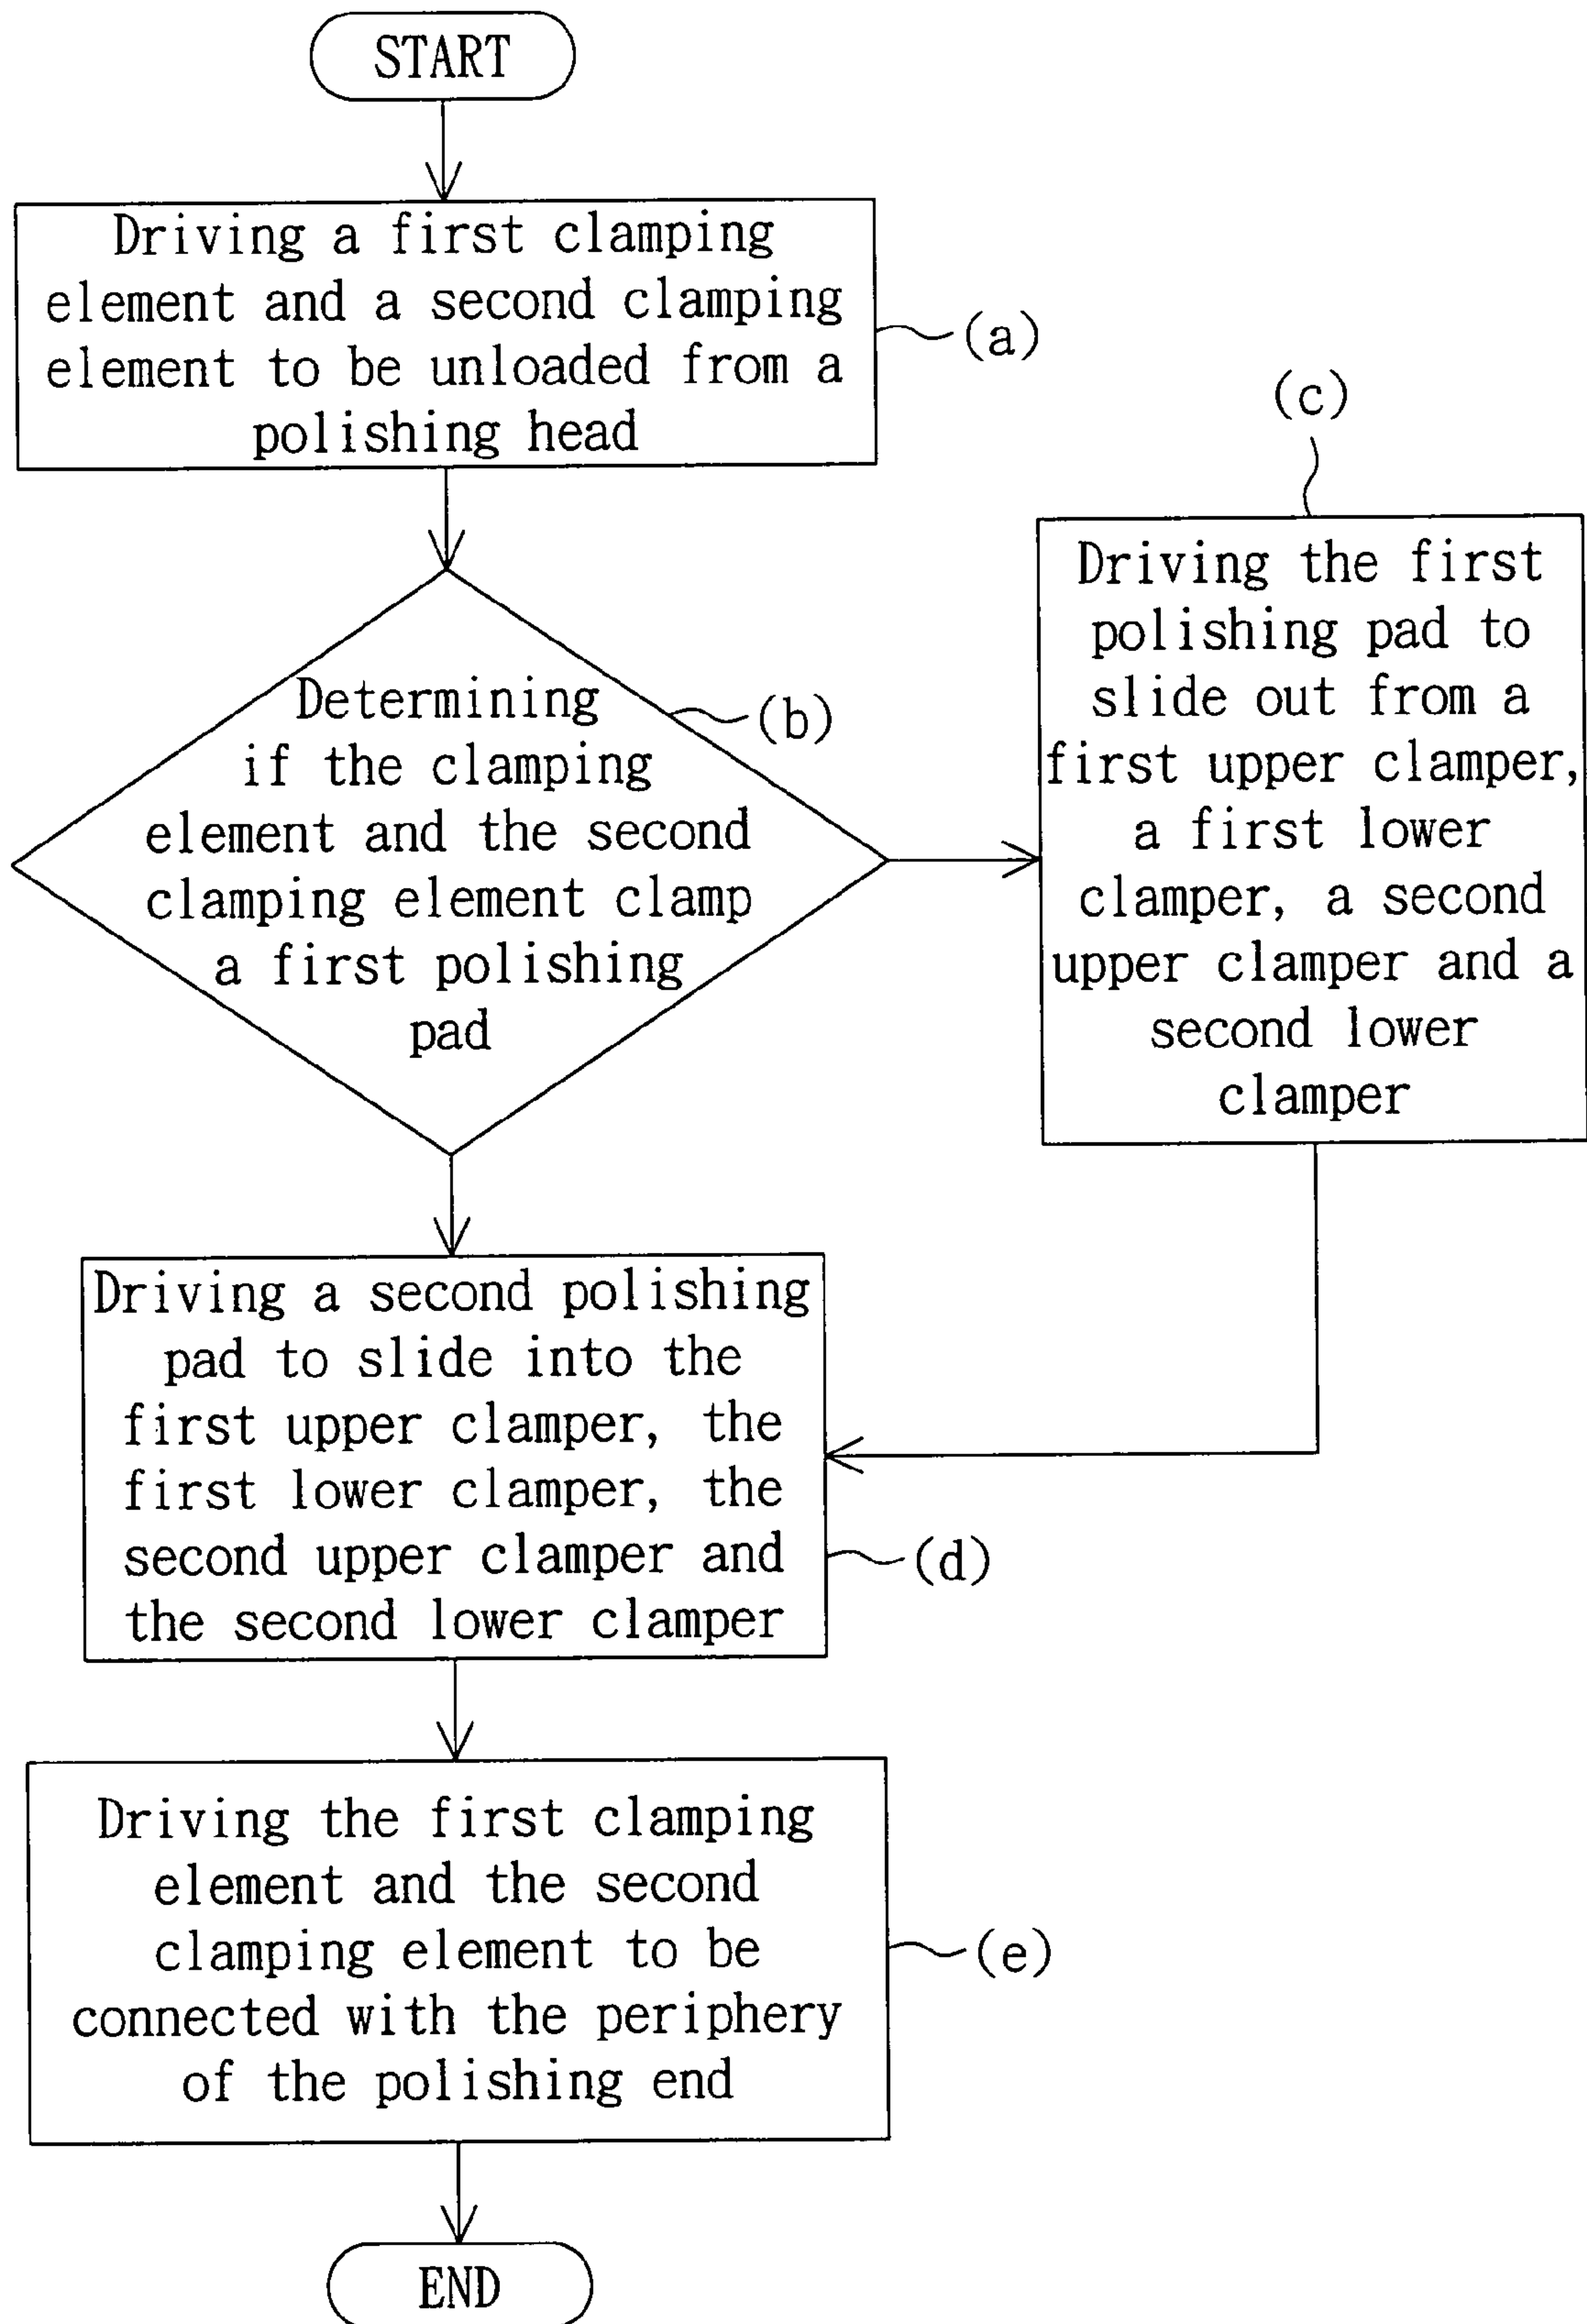 START
Driving a first clamping
element and a second clamping
element to be unloaded from a
polishing head
(a)
Determining
if the clamping
element and the second
clamping element clamp
a first polishing
pad
(b)
(c)
Driving the first
polishing pad to
slide out from a
first upper clamper,
a first lower
clamper, a second
upper clamper and a
second lower
clamper
Driving a second polishing
pad to slide into the
first upper clamper, the
first lower clamper, the
second upper clamper and
the second lower clamper
(d)
Driving the first clamping
element and the second
clamping element to be
connected with the periphery
of the polishing end
(e)
END